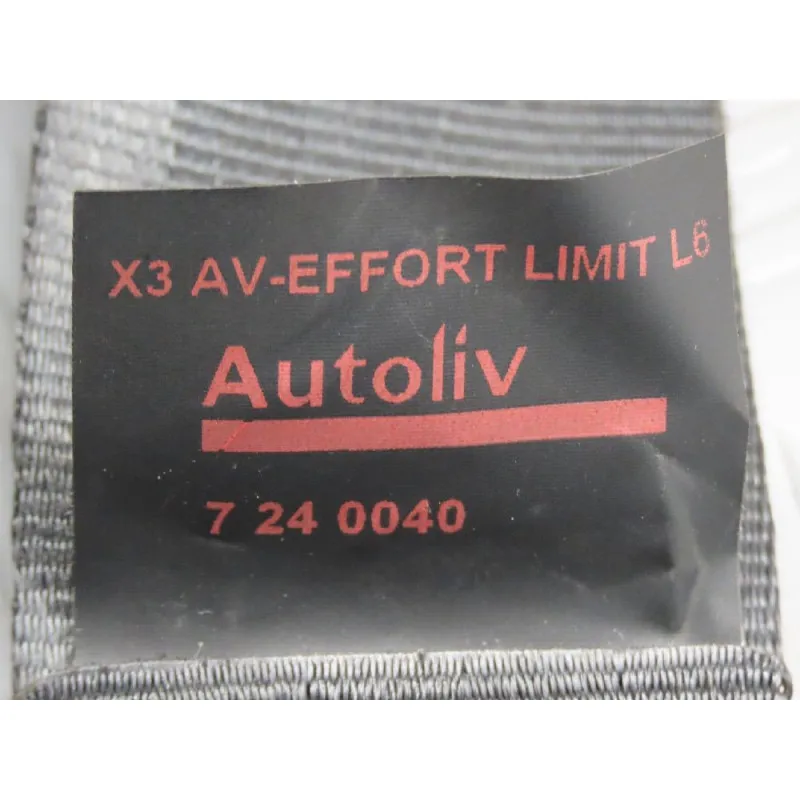 X3 AV-EFFORT LIMIT L6
Autoliv
7 24 0040